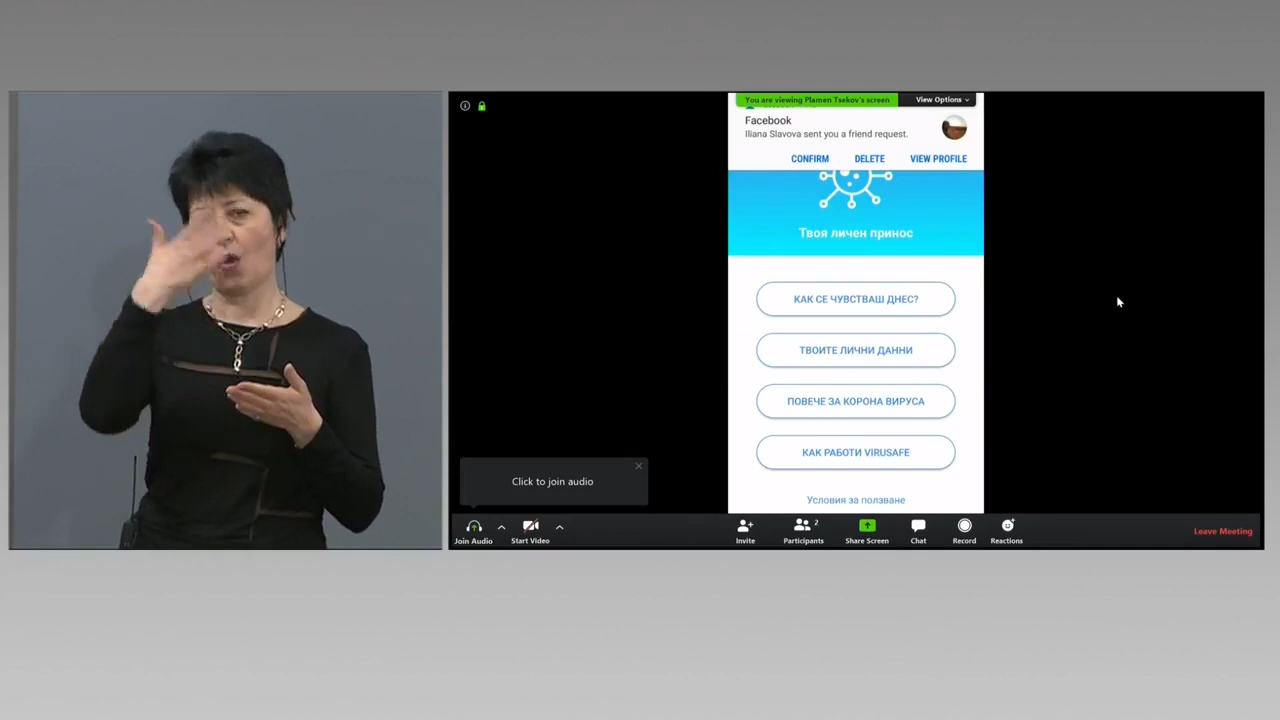 You are viewing Plamen Tsekov's screen
View Options
Facebook
Iliana Slavova sent you a friend request.
CONFIRM DELETE VIEW PROFILE
Твоя личен принос
КАК СЕ ЧУВСТВАШ ДНЕС?
ТВОИТЕ ЛИЧНИ ДАННИ
ПОВЕЧЕ ЗА КОРОНА ВИРУСА
КАК РАБОТИ VIRUSAFE
Условия за ползване
Click to join audio
2
Join Audio Start Video Invite Participants Share Screen Chat Record Reactions Leave Meeting